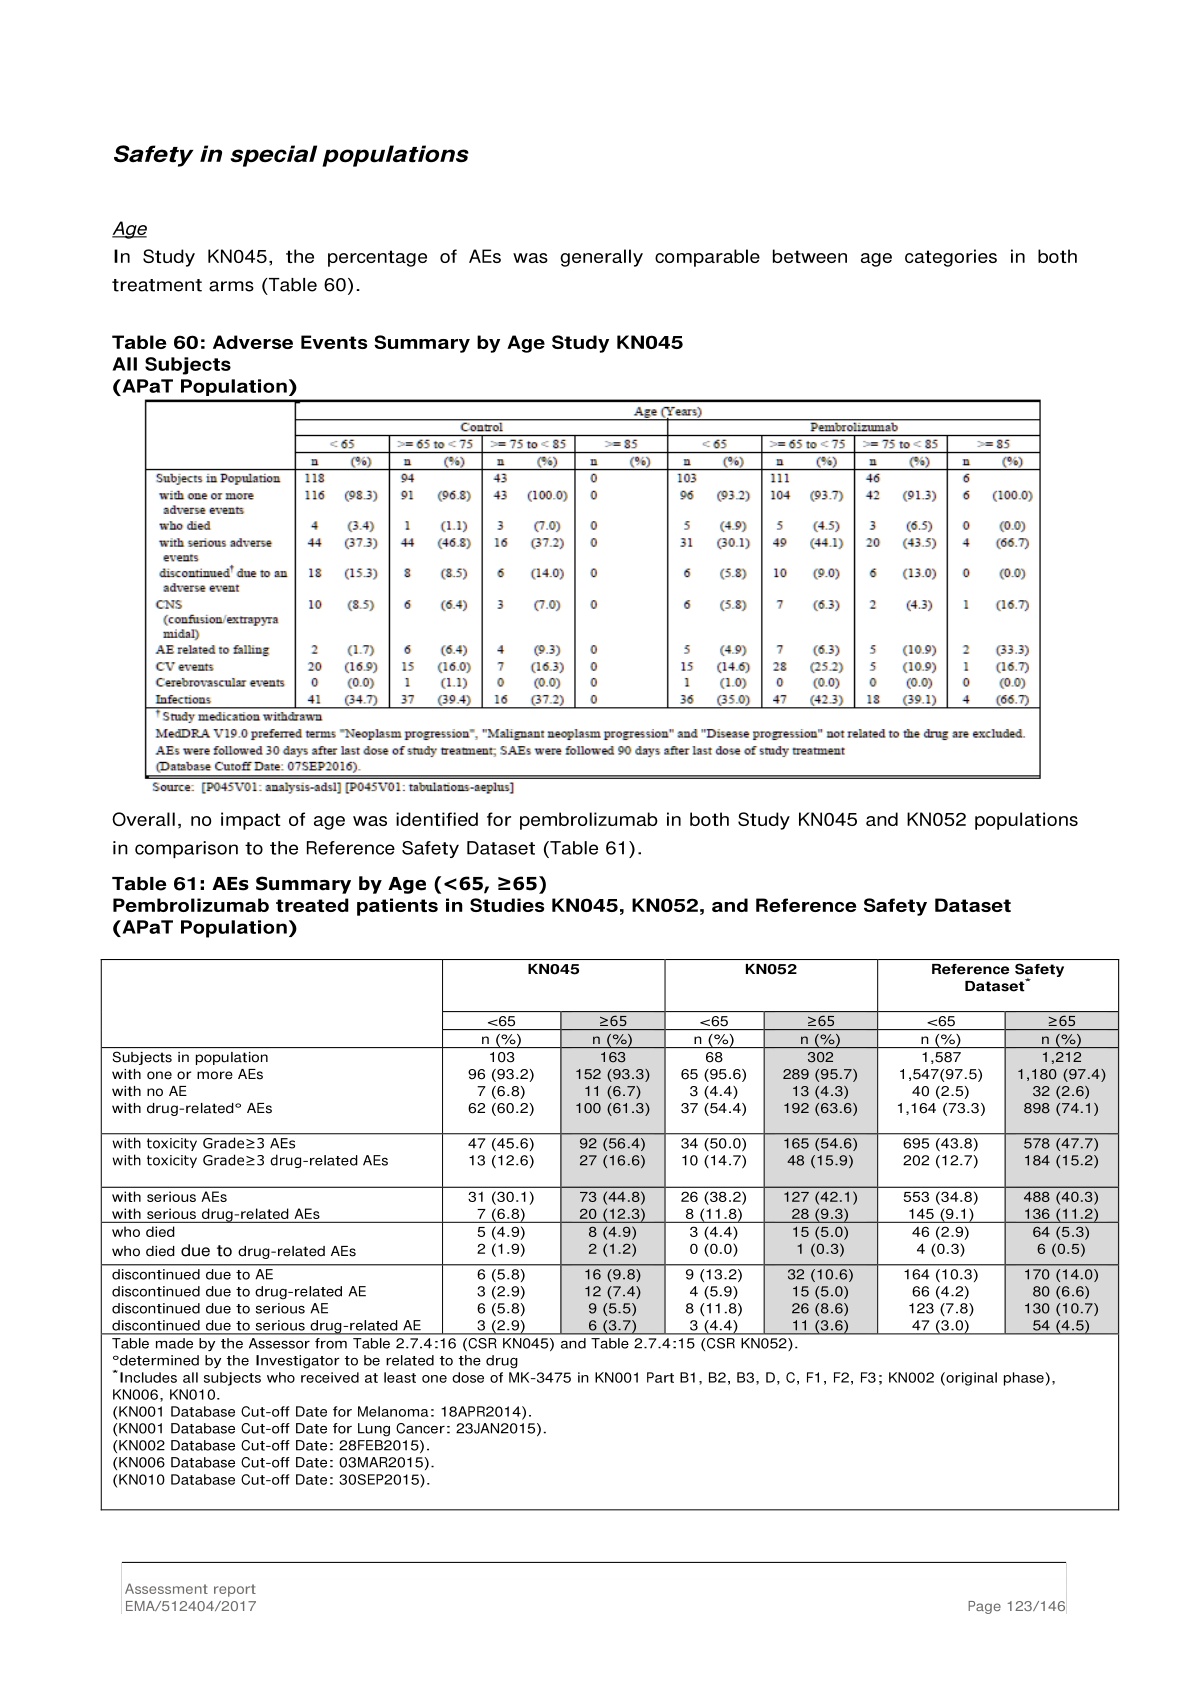 Safety in special populations
Age
In Study KN045, the percentage of AEs was generally comparable between age categories in both
treatment arms (Table 60).
Table 60: Adverse Events Summary by Age Study KN045
All Subjects
(APaT Population)
Age (Years)
Control Pembrolizumab
< 65 >= 65 to < 75 >= 75 to < 85 >= 85 < 65 >= 65 to < 75 >= 75 to < 85 >= 85
n (%) n (%) n (%) n (%) n (%) n (%) n (%) n (%)
Subjects in Population 118 94 43 0 103 111 46 6
with one or more 116 (98.3) 91 (96.8) 43 (100.0) 0 96 (93.2) 104 (93.7) 42 (91.3) 6 (100.0)
adverse events
who died 4 (3.4) 1 (1.1) 3 (7.0) 0 5 (4.9) 5 (4.5) 3 (6.5) 0 (0.0)
with serious adverse 44 (37.3) 44 (46.8) 16 (37.2) 0 31 (30.1) 49 (44.1) 20 (43.5) 4 (66.7)
events
discontinued† due to an 18 (15.3) 8 (8.5) 6 (14.0) 0 6 (5.8) 10 (9.0) 6 (13.0) 0 (0.0)
adverse event
CNS 10 (8.5) 6 (6.4) 3 (7.0) 0 6 (5.8) 7 (6.3) 2 (4.3) 1 (16.7)
(confusion/extrapyra
midal)
AE related to falling 2 (1.7) 6 (6.4) 4 (9.3) 0 5 (4.9) 7 (6.3) 5 (10.9) 2 (33.3)
CV events 20 (16.9) 15 (16.0) 7 (16.3) 0 15 (14.6) 28 (25.2) 5 (10.9) 1 (16.7)
Cerebrovascular events 0 (0.0) 1 (1.1) 0 (0.0) 0 1 (1.0) 0 (0.0) 0 (0.0) 0 (0.0)
Infections 41 (34.7) 37 (39.4) 16 (37.2) 0 36 (35.0) 47 (42.3) 18 (39.1) 4 (66.7)
† Study medication withdrawn
MedDRA V19.0 preferred terms "Neoplasm progression", "Malignant neoplasm progression" and "Disease progression" not related to the drug are excluded.
AEs were followed 30 days after last dose of study treatment; SAEs were followed 90 days after last dose of study treatment
(Database Cutoff Date: 07SEP2016).
Source: [P045V01: analysis-adsl] [P045V01: tabulations-aeplus]
Overall, no impact of age was identified for pembrolizumab in both Study KN045 and KN052 populations
in comparison to the Reference Safety Dataset (Table 61).
Table 61: AEs Summary by Age (<65, ≥65)
Pembrolizumab treated patients in Studies KN045, KN052, and Reference Safety Dataset
(APaT Population)
KN045 KN052 Reference Safety
Dataset*
<65 ≥65 <65 ≥65 <65 ≥65
n (%) n (%) n (%) n (%) n (%) n (%)
Subjects in population 103 163 68 302 1,587 1,212
with one or more AEs 96 (93.2) 152 (93.3) 65 (95.6) 289 (95.7) 1,547(97.5) 1,180 (97.4)
with no AE 7 (6.8) 11 (6.7) 3 (4.4) 13 (4.3) 40 (2.5) 32 (2.6)
with drug-relatedº AEs 62 (60.2) 100 (61.3) 37 (54.4) 192 (63.6) 1,164 (73.3) 898 (74.1)
with toxicity Grade≥3 AEs 47 (45.6) 92 (56.4) 34 (50.0) 165 (54.6) 695 (43.8) 578 (47.7)
with toxicity Grade≥3 drug-related AEs 13 (12.6) 27 (16.6) 10 (14.7) 48 (15.9) 202 (12.7) 184 (15.2)
with serious AEs 31 (30.1) 73 (44.8) 26 (38.2) 127 (42.1) 553 (34.8) 488 (40.3)
with serious drug-related AEs 7 (6.8) 20 (12.3) 8 (11.8) 28 (9.3) 145 (9.1) 136 (11.2)
who died 5 (4.9) 8 (4.9) 3 (4.4) 15 (5.0) 46 (2.9) 64 (5.3)
who died due to drug-related AEs 2 (1.9) 2 (1.2) 0 (0.0) 1 (0.3) 4 (0.3) 6 (0.5)
discontinued due to AE 6 (5.8) 16 (9.8) 9 (13.2) 32 (10.6) 164 (10.3) 170 (14.0)
discontinued due to drug-related AE 3 (2.9) 12 (7.4) 4 (5.9) 15 (5.0) 66 (4.2) 80 (6.6)
discontinued due to serious AE 6 (5.8) 9 (5.5) 8 (11.8) 26 (8.6) 123 (7.8) 130 (10.7)
discontinued due to serious drug-related AE 3 (2.9) 6 (3.7) 3 (4.4) 11 (3.6) 47 (3.0) 54 (4.5)
Table made by the Assessor from Table 2.7.4:16 (CSR KN045) and Table 2.7.4:15 (CSR KN052).
ºdetermined by the Investigator to be related to the drug
*Includes all subjects who received at least one dose of MK-3475 in KN001 Part B1, B2, B3, D, C, F1, F2, F3; KN002 (original phase),
KN006, KN010.
(KN001 Database Cut-off Date for Melanoma: 18APR2014).
(KN001 Database Cut-off Date for Lung Cancer: 23JAN2015).
(KN002 Database Cut-off Date: 28FEB2015).
(KN006 Database Cut-off Date: 03MAR2015).
(KN010 Database Cut-off Date: 30SEP2015).
Assessment report
EMA/512404/2017 Page 123/146